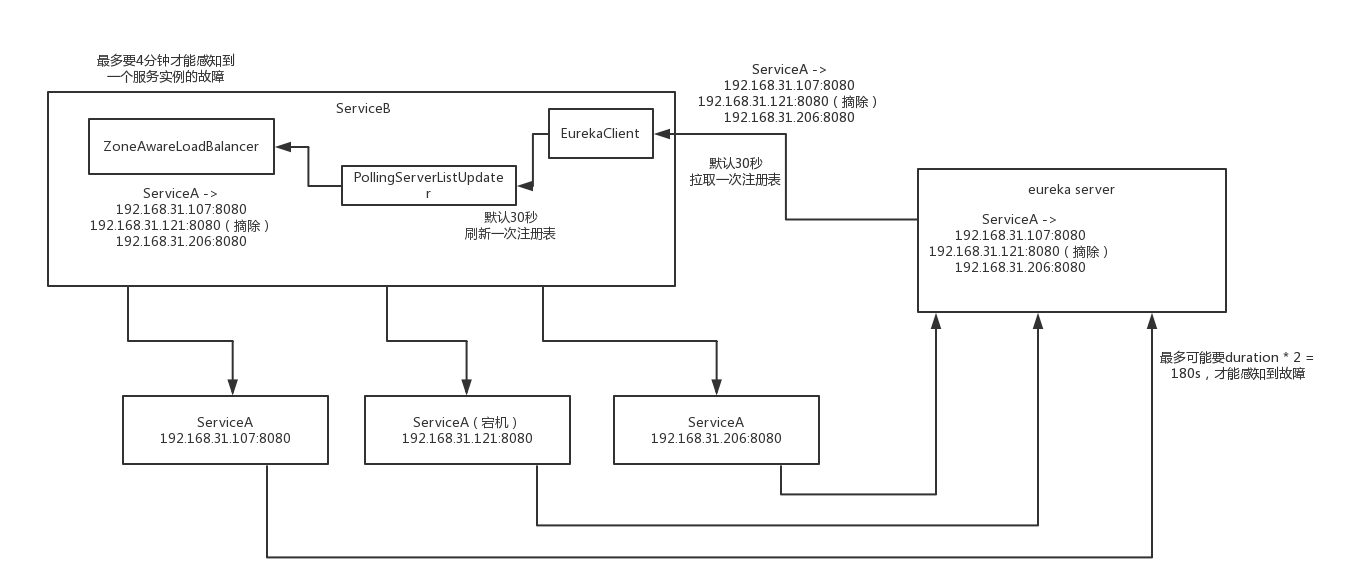 最多要4分钟才能感知到
一个服务实例的故障
ServiceB
ZoneAwareLoadBalancer
ServiceA ->
192.168.31.107:8080
192.168.31.121:8080（摘除）
192.168.31.206:8080
PollingServerListUpdate
r
默认30秒
刷新一次注册表
EurekaClient
ServiceA ->
192.168.31.107:8080
192.168.31.121:8080（摘除）
192.168.31.206:8080
默认30秒
拉取一次注册表
eureka server
ServiceA ->
192.168.31.107:8080
192.168.31.121:8080（摘除）
192.168.31.206:8080
最多可能要duration * 2 =
180s，才能感知到故障
ServiceA
192.168.31.107:8080
ServiceA（宕机）
192.168.31.121:8080
ServiceA
192.168.31.206:8080